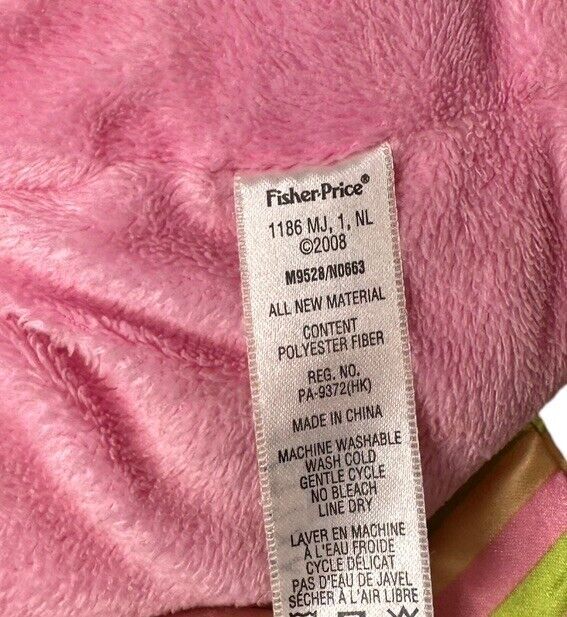 Fisher-Price®
1186 MJ, 1, NL
©2008
M9528/N0663
ALL NEW MATERIAL
CONTENT
POLYESTER FIBER
REG. NO.
PA-9372(HK)
MADE IN CHINA
MACHINE WASHABLE
WASH COLD
GENTLE CYCLE
NO BLEACH
LINE DRY
LAVER EN MACHINE
À L'EAU FROIDE
CYCLE DÉLICAT
PAS D'EAU DE JAVEL
SÉCHER À L'AIR LIBRE